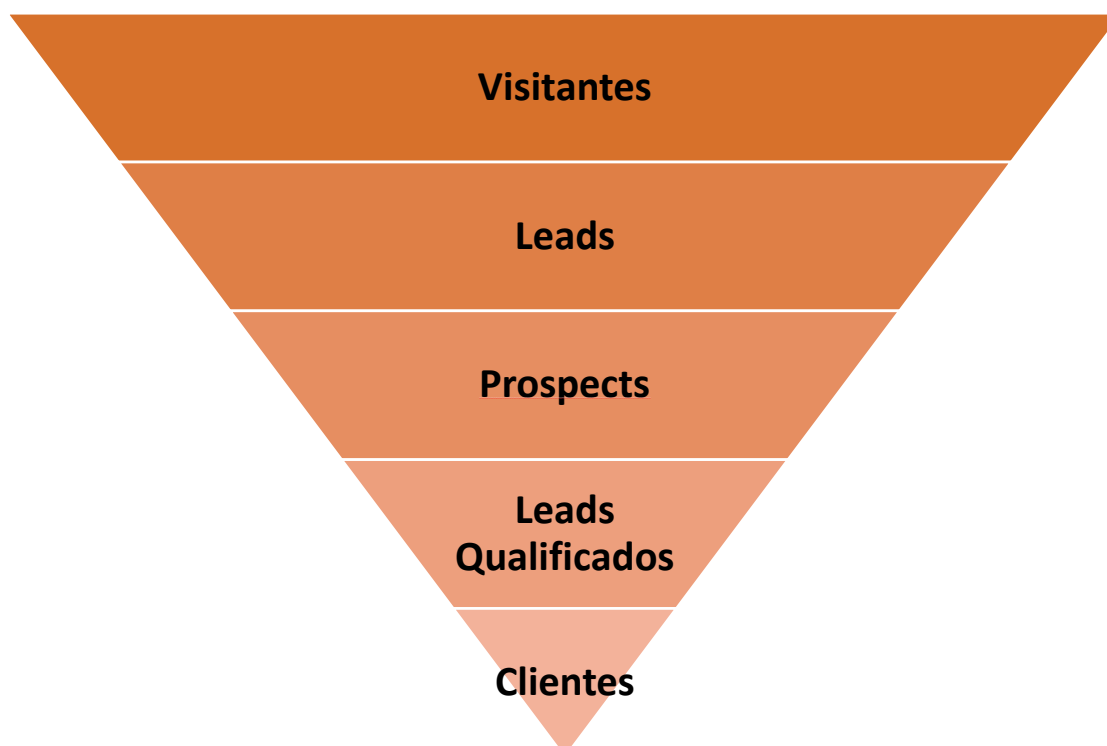 Visitantes
Leads
Prospects
Leads
Qualificados
Clientes